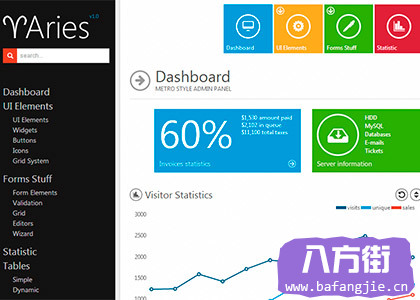 Aries v1.0
search...
Dashboard
UI Elements
UI Elements
Widgets
Buttons
Icons
Grid System
Forms Stuff
Form Elements
Validation
Grid
Editors
Wizard
Statistic
Tables
Simple
Dynamic
Dashboard
UI Elements
Forms Stuff
Statistic
Dashboard
METRO STYLE ADMIN PANEL
60%
$1,530 amount paid
$2,102 in queue
$11,100 total taxes
Invoices statistics
HDD
MySQL
Databases
E-mails
Tickets
Server information
Visitor Statistics
visits unique sales
3000
2500
2000
1500
1000
八方街
www.bafangjie.cn